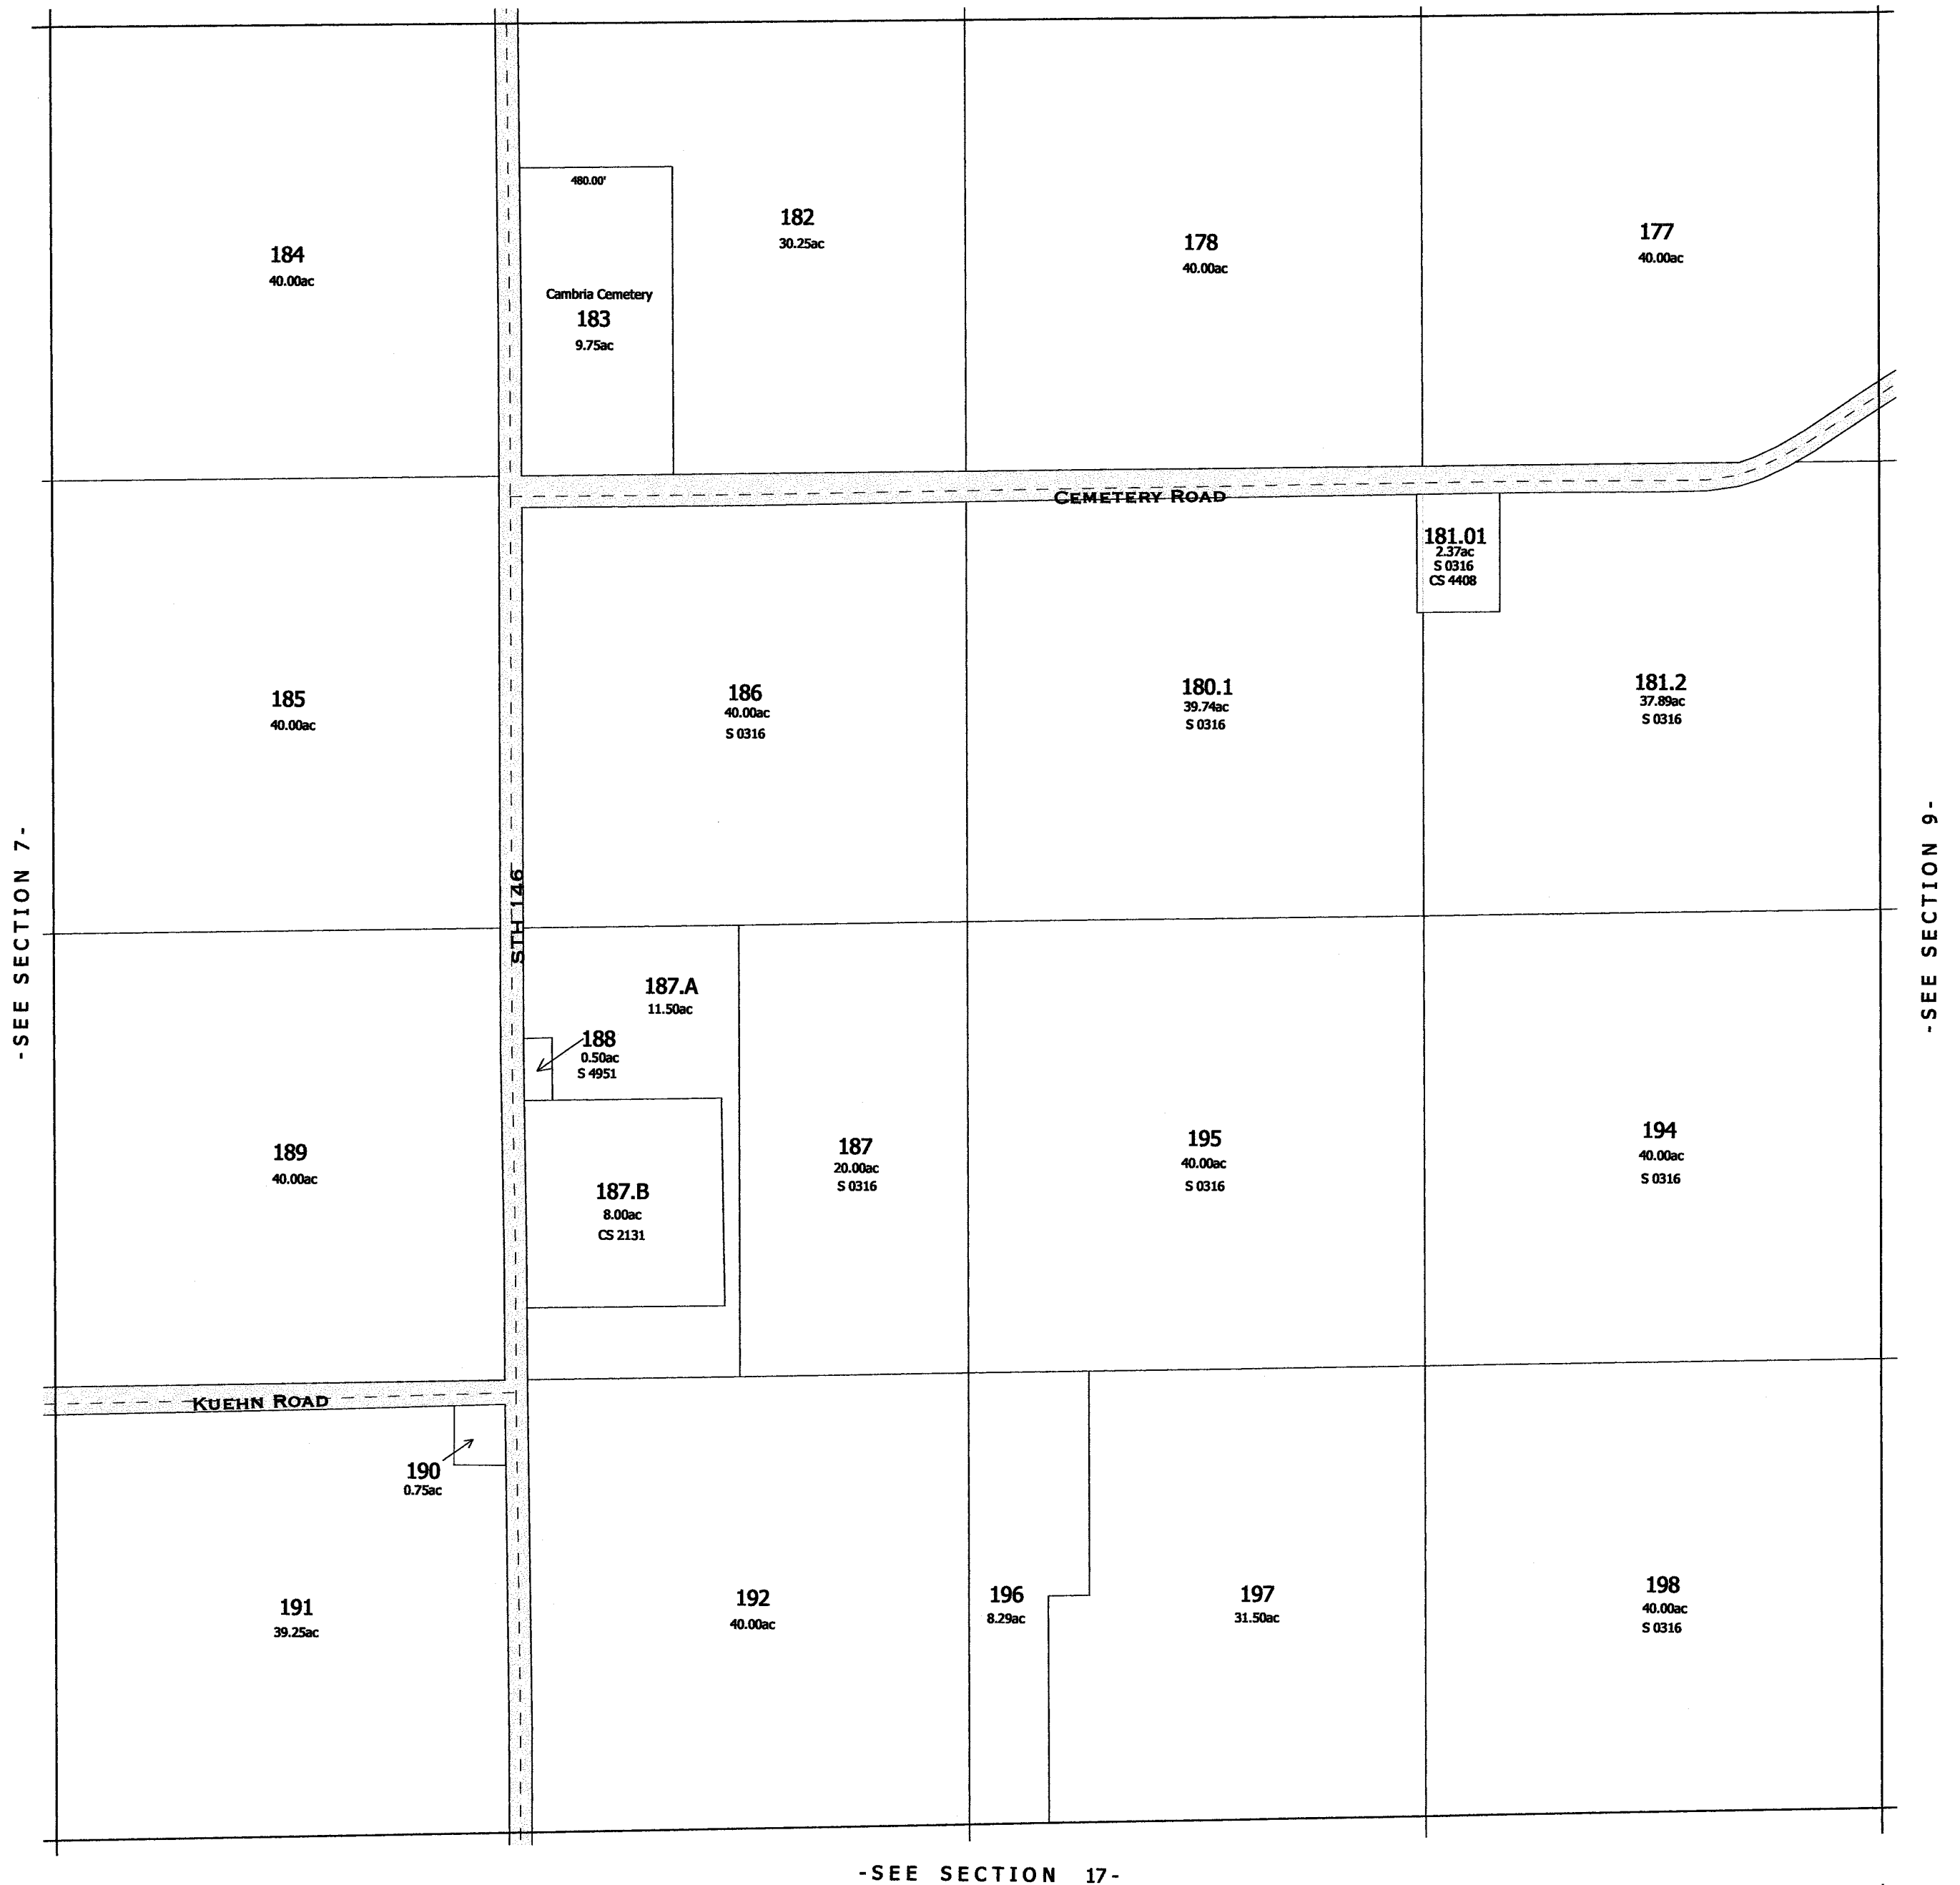 480.00'
182
30.25ac
184
40.00ac
178
40.00ac
177
40.00ac
Cambria Cemetery
183
9.75ac
CEMETERY ROAD
181.01
2.37ac
S 0316
CS 4408
185
40.00ac
186
40.00ac
S 0316
180.1
39.74ac
S 0316
181.2
37.89ac
S 0316
-SEE SECTION 7-
STH 146
-SEE SECTION 9-
187.A
11.50ac
188
0.50ac
S 4951
189
40.00ac
187.B
8.00ac
CS 2131
187
20.00ac
S 0316
195
40.00ac
S 0316
194
40.00ac
S 0316
KUEHN ROAD
190
0.75ac
191
39.25ac
192
40.00ac
196
8.29ac
197
31.50ac
198
40.00ac
S 0316
-SEE SECTION 17-